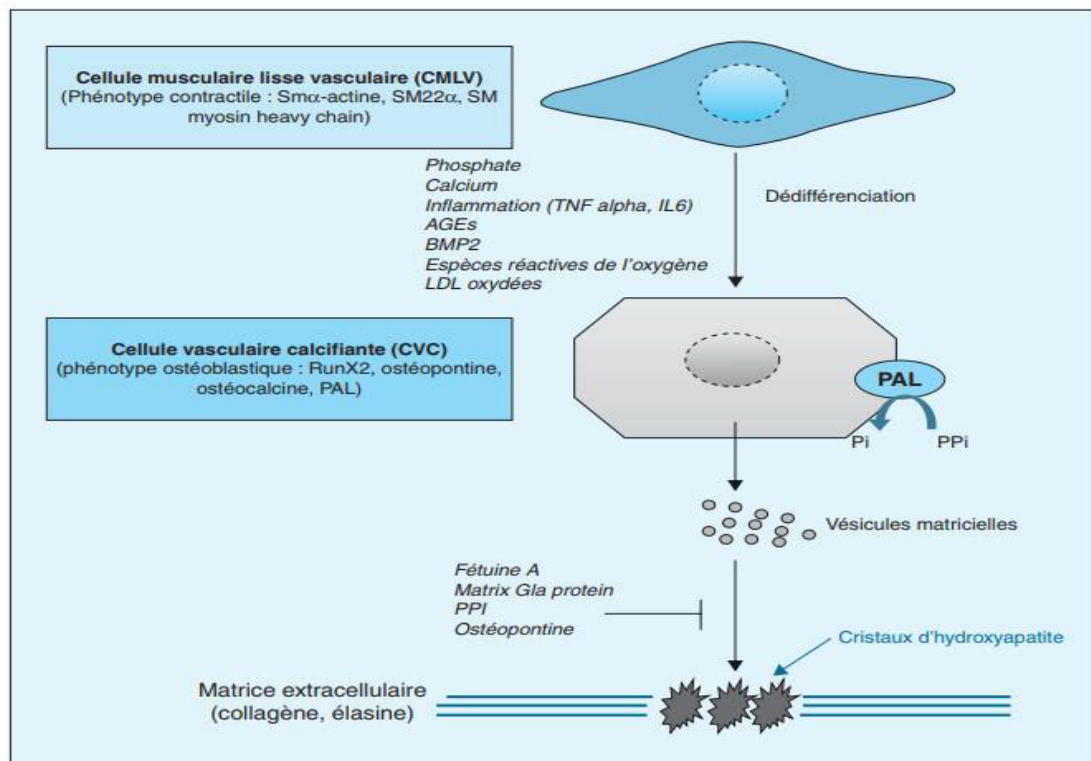 Cellule musculaire lisse vasculaire (CMLV)
(Phénotype contractile : Smα-actine, SM22α, SM
myosin heavy chain)
Phosphate
Calcium
Inflammation (TNF alpha, IL6)
AGEs
BMP2
Espèces réactives de l'oxygène
LDL oxydées
Dédifférenciation
Cellule vasculaire calcifiante (CVC)
(phénotype ostéoblastique : RunX2, ostéopontine,
ostéocalcine, PAL)
PAL
Pi
PPi
Vésicules matricielles
Fétuine A
Matrix Gla protein
PPI
Ostéopontine
Cristaux d'hydroxyapatite
Matrice extracellulaire
(collagène, élasine)